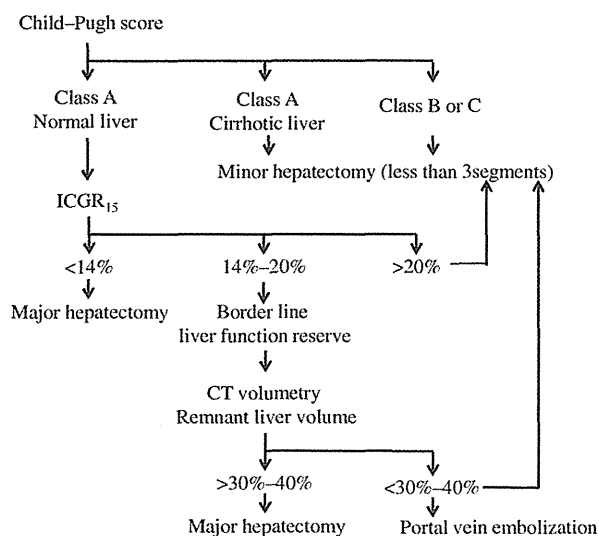 Child–Pugh score
Class A
Normal liver
Class A
Cirrhotic liver
Class B or C
Minor hepatectomy (less than 3segments)
ICGR15
<14%
14%–20%
>20%
Major hepatectomy
Border line
liver function reserve
CT volumetry
Remnant liver volume
>30%–40%
<30%–40%
Major hepatectomy
Portal vein embolization